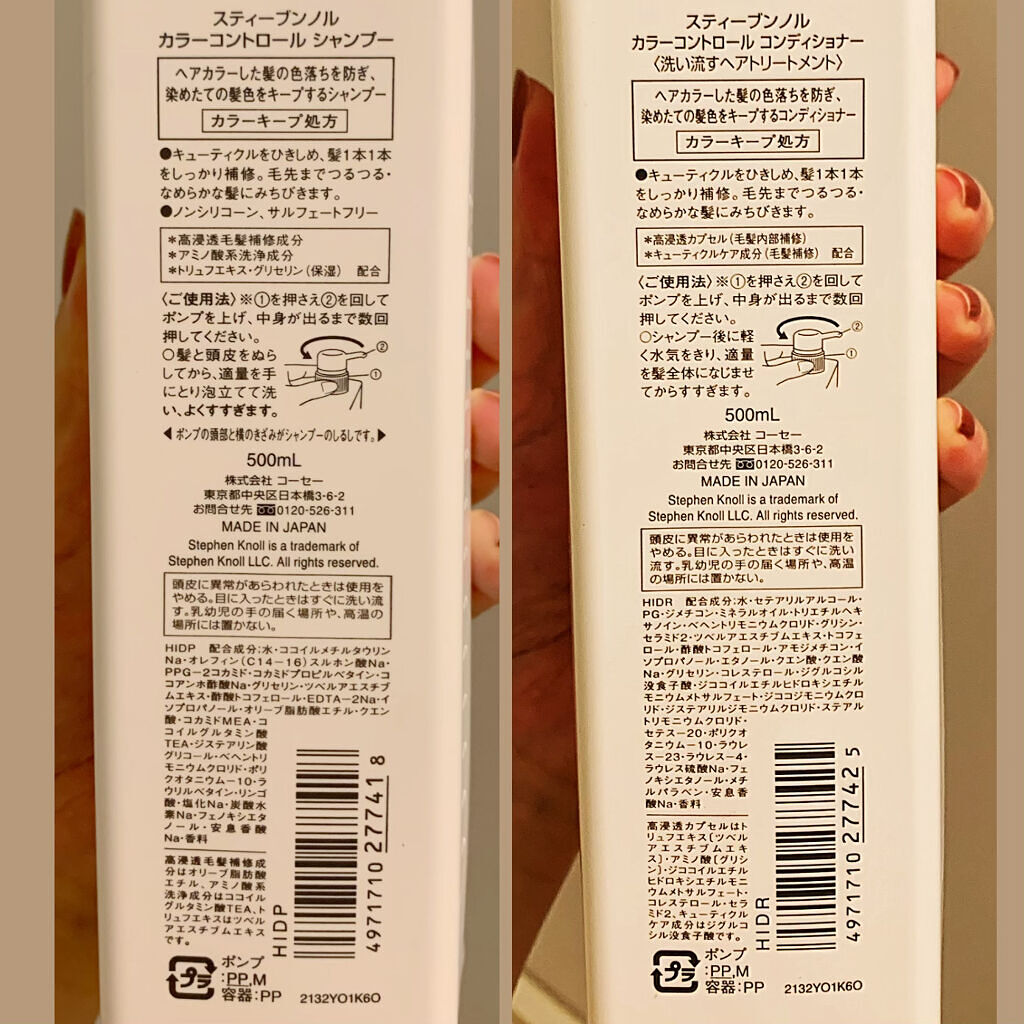 スティーブンノル
カラーコントロール シャンプー
ヘアカラーした髪の色落ちを防ぎ、
染めたての髪色をキープするシャンプー
カラーキープ処方
●キューティクルをひきしめ、髪1本1本
をしっかり補修。毛先までつるつる・
なめらかな髪にみちびきます。
●ノンシリコーン、サルフェートフリー
*高浸透毛髪補修成分
*アミノ酸系洗浄成分
*トリュフエキス・グリセリン(保湿) 配合
〈ご使用法〉※①を押さえ②を回して
ポンプを上げ、中身が出るまで数回
押してください。
○髪と頭皮をぬら
してから、適量を手
にとり泡立てて洗
い、よくすすぎます。
②
①
◀ポンプの頭部と横のきざみがシャンプーのしるしです。▶
500mL
株式会社 コーセー
東京都中央区日本橋3-6-2
お問合せ先 0120-526-311
MADE IN JAPAN
Stephen Knoll is a trademark of
Stephen Knoll LLC. All rights reserved.
頭皮に異常があらわれたときは使用を
やめる。目に入ったときはすぐに洗い流
す。乳幼児の手の届く場所や、高温の
場所には置かない。
HIDP 配合成分:水・ココイルメチルタウリン
Na・オレフィン(C14-16)スルホン酸Na・
PPG-2コカミド・コカミドプロピルベタイン・コ
コアンホ酢酸Na・グリセリン・ツベルアエスチブ
ムエキス・酢酸トコフェロール・EDTA-2Na・イ
ソプロパノール・オリーブ脂肪酸エチル・クエン
酸・コカミドMEA・コ
コイルグルタミン酸
TEA・ジステアリン酸
グリコール・ベヘントリ
モニウムクロリド・ポリ
クオタニウム-10・ラ
ウリルベタイン・リンゴ
酸・塩化Na・炭酸水
素Na・フェノキシエタ
ノール・安息香酸
Na・香料
高浸透毛髪補修成
分はオリーブ脂肪酸
エチル、アミノ酸系
洗浄成分はココイル
グルタミン酸TEA、ト
リュフエキスはツベル
アエスチブムエキス
です。
HIDP
4971710 277418
プラ
ポンプ
:PP,M
容器:PP
2132YO1K6O
スティーブンノル
カラーコントロール コンディショナー
〈洗い流すヘアトリートメント〉
ヘアカラーした髪の色落ちを防ぎ、
染めたての髪色をキープするコンディショナー
カラーキープ処方
●キューティクルをひきしめ、髪1本1本
をしっかり補修。毛先までつるつる・
なめらかな髪にみちびきます。
*高浸透カプセル(毛髪内部補修)
*キューティクルケア成分(毛髪補修) 配合
〈ご使用法〉※①を押さえ②を回して
ポンプを上げ、中身が出るまで数回
押してください。
○シャンプー後に軽
く水気をきり、適量
を髪全体になじませ
てからすすぎます。
②
①
500mL
株式会社 コーセー
東京都中央区日本橋3-6-2
お問合せ先 0120-526-311
MADE IN JAPAN
Stephen Knoll is a trademark of
Stephen Knoll LLC. All rights reserved.
頭皮に異常があらわれたときは使用を
やめる。目に入ったときはすぐに洗い
流す。乳幼児の手の届く場所や、高温
の場所には置かない。
HIDR 配合成分:水・セテアリルアルコール・
PG・ジメチコン・ミネラルオイル・トリエチルヘキ
サノイン・ベヘントリモニウムクロリド・グリシン・
セラミド2・ツベルアエスチブムエキス・トコフェ
ロール・酢酸トコフェロール・アモジメチコン・イ
ソプロパノール・エタノール・クエン酸・クエン酸
Na・グリセリン・コレステロール・ジグルコシル
没食子酸・ジココイルエチルヒドロキシエチル
モニウムメトサルフェート・ジココジモニウムクロ
リド・ジステアリルジモニウムクロリド・ステアル
トリモニウムクロリド・
セテス-20・ポリクオ
タニウム-10・ラウレ
ス-23・ラウレス-4・
ラウレス硫酸Na・フェ
ノキシエタノール・メチ
ルパラベン・安息香酸
Na・香料
高浸透カプセルはト
リュフエキス[ツベル
アエスチブムエキ
ス]・アミノ酸[グリシ
ン]・ジココイルエチル
ヒドロキシエチルモニ
ウムメトサルフェート・
コレステロール・セラ
ミド2、キューティクル
ケア成分はジグルコ
シル没食子酸です。
HIDR
4971710 277425
プラ
ポンプ
:PP,M
容器:PP
2132YO1K6O